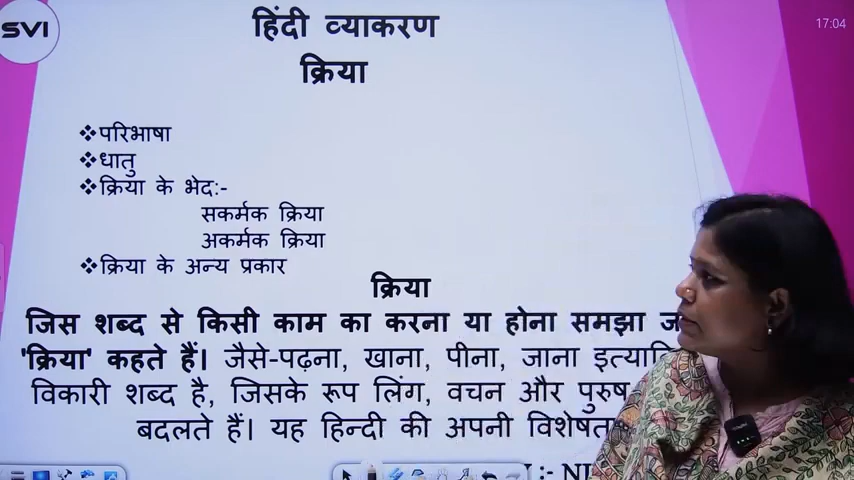 SVI
17:04
हिंदी व्याकरण
क्रिया
❖परिभाषा
❖धातु
❖क्रिया के भेद:-
सकर्मक क्रिया
अकर्मक क्रिया
❖क्रिया के अन्य प्रकार
क्रिया
जिस शब्द से किसी काम का करना या होना समझा
'क्रिया' कहते हैं। जैसे-पढ़ना, खाना, पीना, जाना
विकारी शब्द है, जिसके रूप लिंग, वचन और पुरुष
बदलते हैं। यह हिन्दी की अपनी
:-